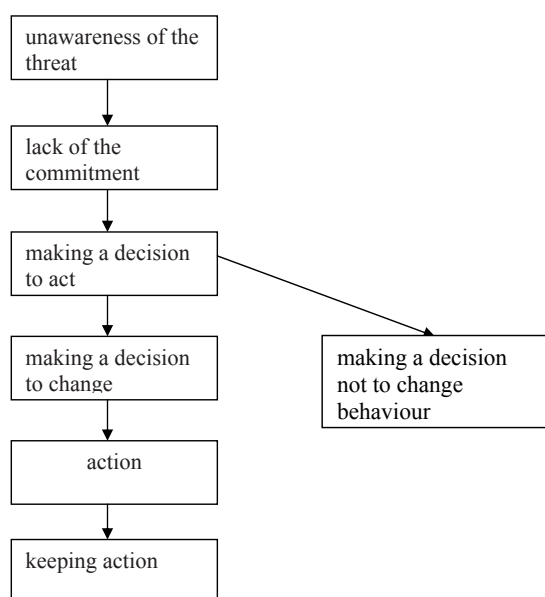 unawareness of the
threat
lack of the
commitment
making a decision
to act
making a decision
to change
making a decision
not to change
behaviour
action
keeping action